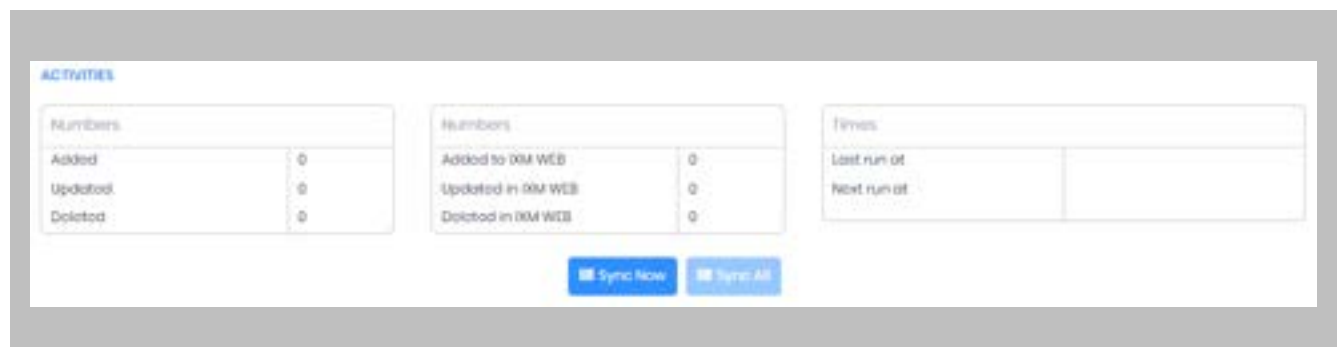 ACTIVITIES
Numbers
Added 0
Updated 0
Deleted 0
Numbers
Added to IXM WEB 0
Updated in IXM WEB 0
Deleted in IXM WEB 0
Times
Last run at
Next run at
Sync Now
Sync All